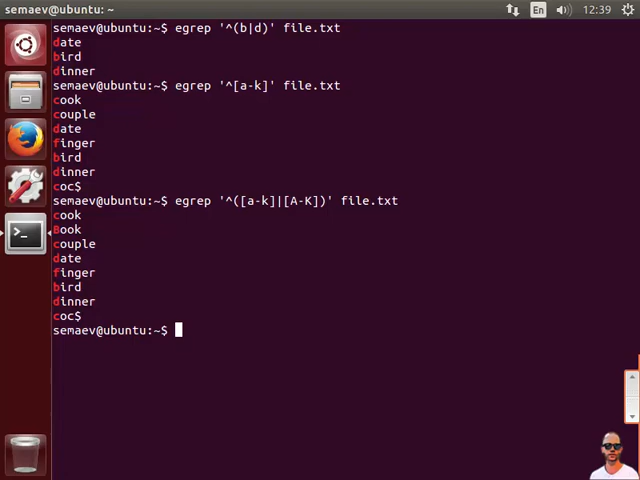 semaev@ubuntu: ~
En
12:39
semaev@ubuntu:~$ egrep '^(b|d)' file.txt
date
bird
dinner
semaev@ubuntu:~$ egrep '^[a-k]' file.txt
cook
couple
date
finger
bird
dinner
coc$
semaev@ubuntu:~$ egrep '^([a-k]|[A-K])' file.txt
cook
Book
couple
date
finger
bird
dinner
coc$
semaev@ubuntu:~$